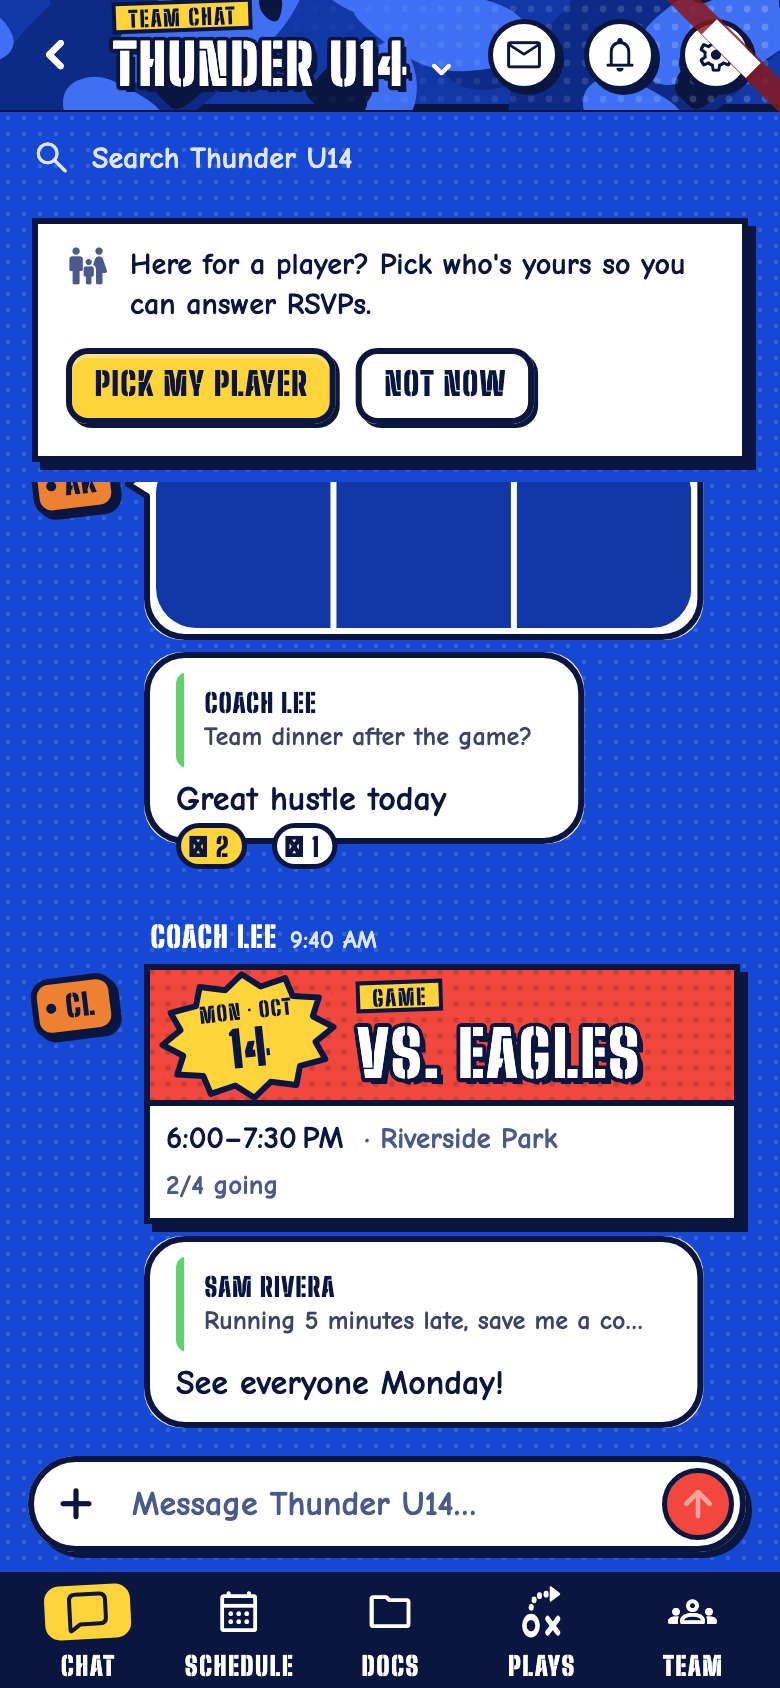 TEAM CHAT
THUNDER U14
Search Thunder U14
Here for a player? Pick who's yours so you
can answer RSVPs.
PICK MY PLAYER
NOT NOW
COACH LEE
Team dinner after the game?
Great hustle today
2
1
COACH LEE 9:40 AM
• CL
MON · OCT
14
GAME
VS. EAGLES
6:00–7:30 PM · Riverside Park
2/4 going
SAM RIVERA
Running 5 minutes late, save me a co...
See everyone Monday!
Message Thunder U14...
CHAT
SCHEDULE
DOCS
PLAYS
TEAM